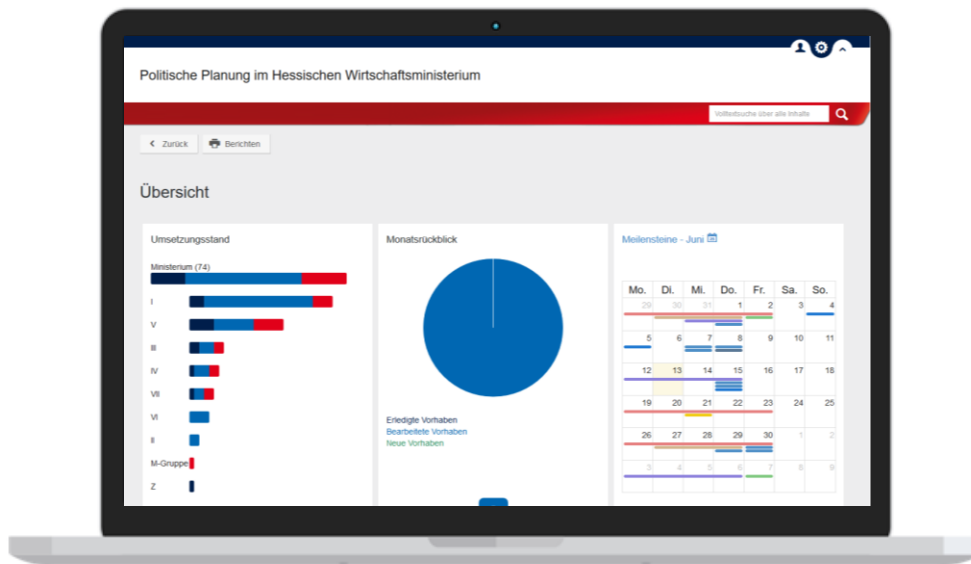 Politische Planung im Hessischen Wirtschaftsministerium
Volltextsuche über alle Inhalte
Zurück
Berichten
Übersicht
Umsetzungsstand
Ministerium (74)
I
V
III
IV
VII
VI
II
M-Gruppe
Z
Monatsrückblick
Erledigte Vorhaben
Bearbeitete Vorhaben
Neue Vorhaben
Meilensteine - Juni
Mo. Di. Mi. Do. Fr. Sa. So.
29 30 31 1 2 3 4
5 6 7 8 9 10 11
12 13 14 15 16 17 18
19 20 21 22 23 24 25
26 27 28 29 30 1 2
3 4 5 6 7 8 9